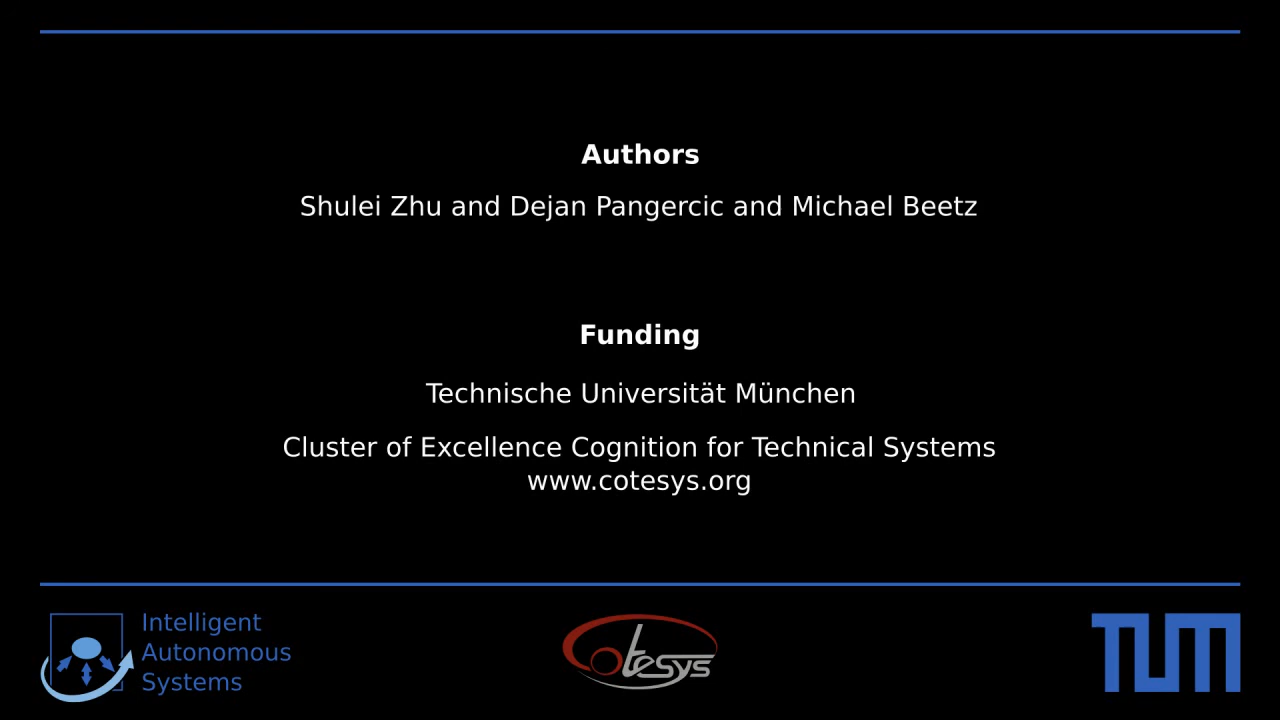 Authors
Shulei Zhu and Dejan Pangercic and Michael Beetz
Funding
Technische Universität München
Cluster of Excellence Cognition for Technical Systems
www.cotesys.org
Intelligent
Autonomous
Systems
Cotesys
TUM